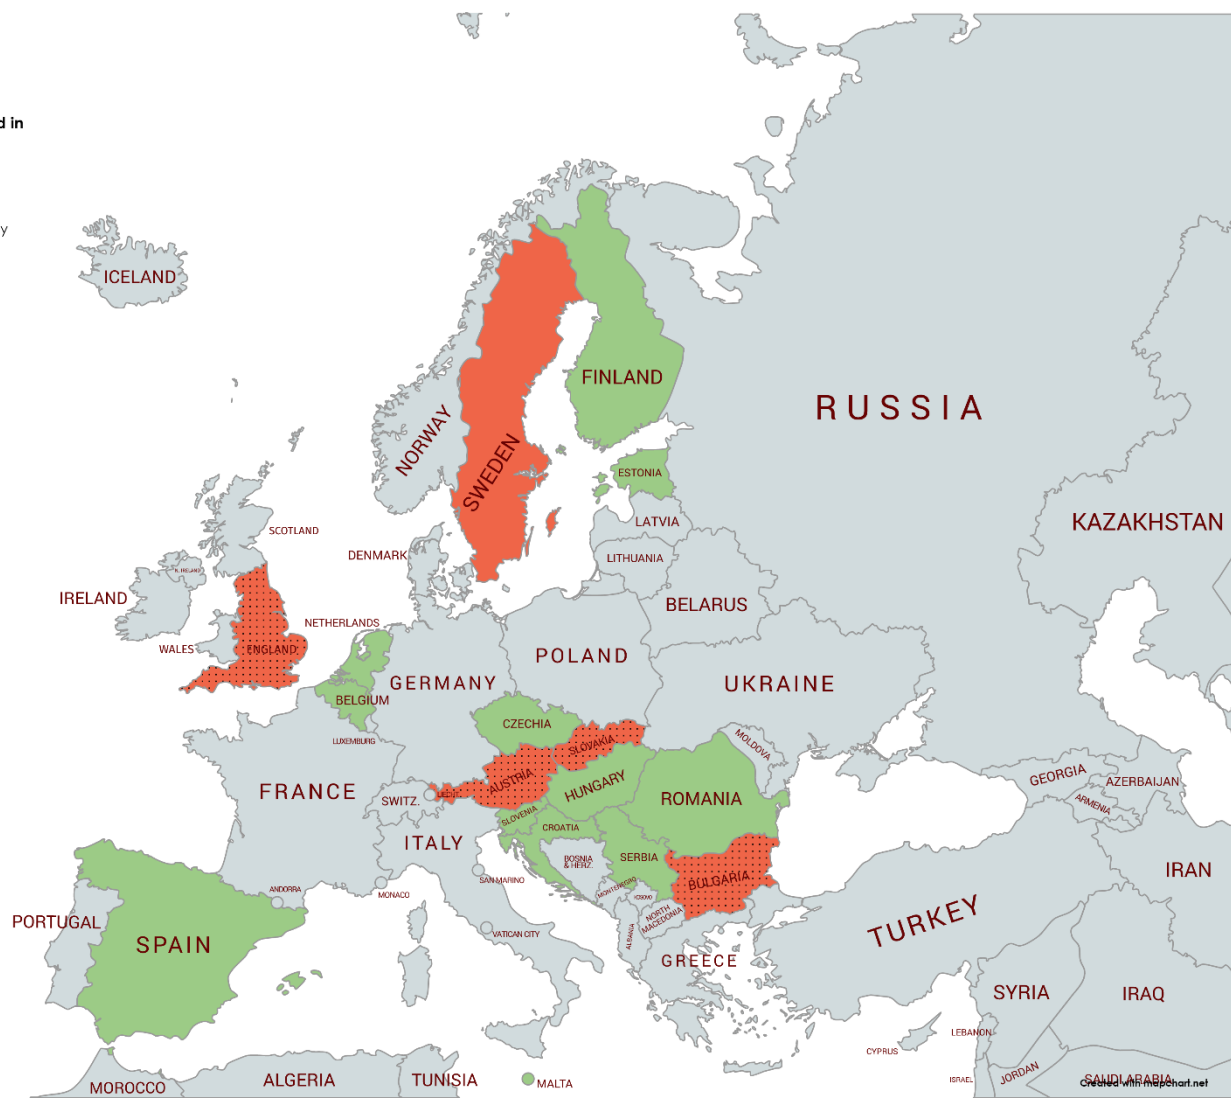 d in
y
ICELAND
RUSSIA
FINLAND
NORWAY
SWEDEN
ESTONIA
LATVIA
KAZAKHSTAN
SCOTLAND
DENMARK
LITHUANIA
N. IRELAND
IRELAND
BELARUS
NETHERLANDS
WALES
ENGLAND
POLAND
GERMANY
UKRAINE
BELGIUM
CZECHIA
LUXEMBURG
SLOVAKIA
MOLDOVA
FRANCE
AUSTRIA
HUNGARY
GEORGIA
AZERBAIJAN
SWITZ.
LIECHT.
ROMANIA
ARMENIA
SLOVENIA
CROATIA
ITALY
BOSNIA
& HERZ.
SERBIA
IRAN
SAN MARINO
MONTENEGRO
BULGARIA
ANDORRA
MONACO
KOSOVO
PORTUGAL
SPAIN
NORTH
MACEDONIA
TURKEY
VATICAN CITY
ALBANIA
GREECE
SYRIA
IRAQ
LEBANON
CYPRUS
MOROCCO
ALGERIA
TUNISIA
MALTA
ISRAEL
JORDAN
SAUDI ARABIA
Created with mapchart.net